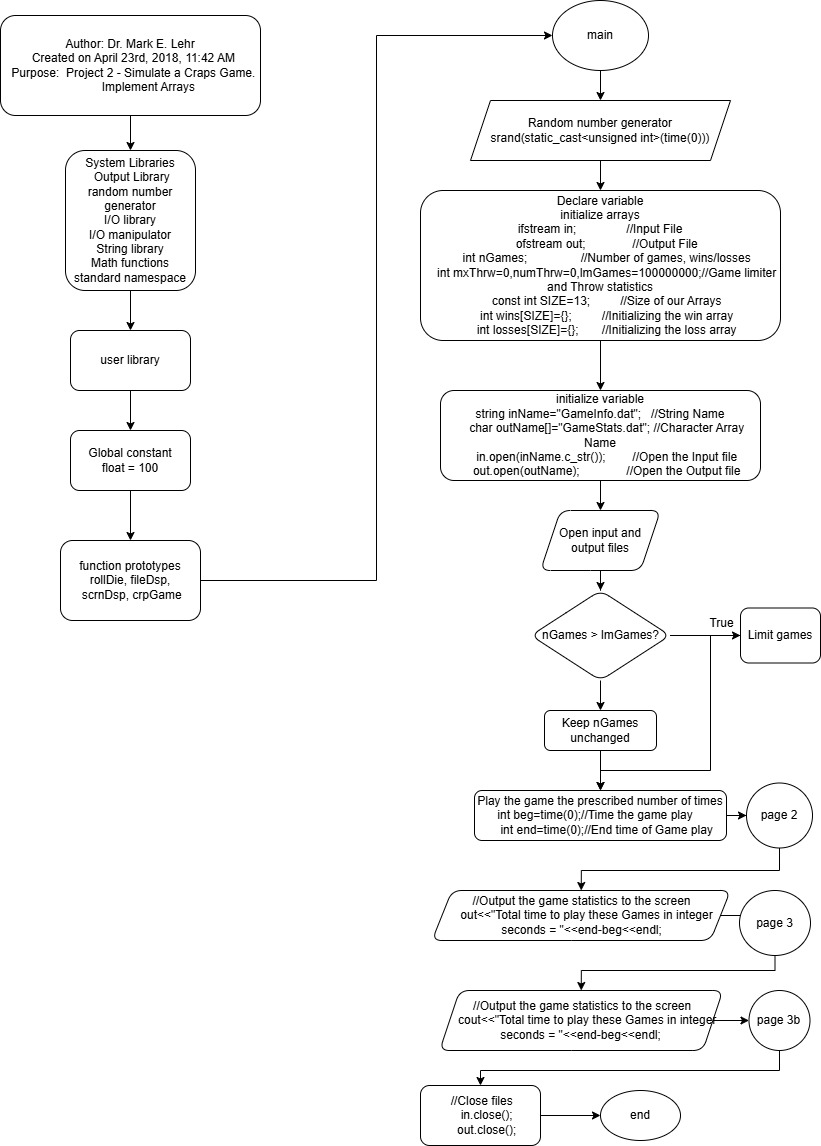 Author: Dr. Mark E. Lehr
Created on April 23rd, 2018, 11:42 AM
Purpose: Project 2 - Simulate a Craps Game.
Implement Arrays
System Libraries
Output Library
random number
generator
I/O library
I/O manipulator
String library
Math functions
standard namespace
user library
Global constant
float = 100
function prototypes
rollDie, fileDsp,
scrnDsp, crpGame
main
Random number generator
srand(static_cast<unsigned int>(time(0)))
Declare variable
initialize arrays
ifstream in; //Input File
ofstream out; //Output File
int nGames; //Number of games, wins/losses
int mxThrw=0,numThrw=0,lmGames=100000000;//Game limiter
and Throw statistics
const int SIZE=13; //Size of our Arrays
int wins[SIZE]={}; //Initializing the win array
int losses[SIZE]={}; //Initializing the loss array
initialize variable
string inName="GameInfo.dat"; //String Name
char outName[]="GameStats.dat"; //Character Array
Name
in.open(inName.c_str()); //Open the Input file
out.open(outName); //Open the Output file
Open input and
output files
nGames > lmGames?
True
Limit games
Keep nGames
unchanged
Play the game the prescribed number of times
int beg=time(0);//Time the game play
int end=time(0);//End time of Game play
page 2
//Output the game statistics to the screen
out<<"Total time to play these Games in integer
seconds = "<<end-beg<<endl;
page 3
//Output the game statistics to the screen
cout<<"Total time to play these Games in integer
seconds = "<<end-beg<<endl;
page 3b
//Close files
in.close();
out.close();
end